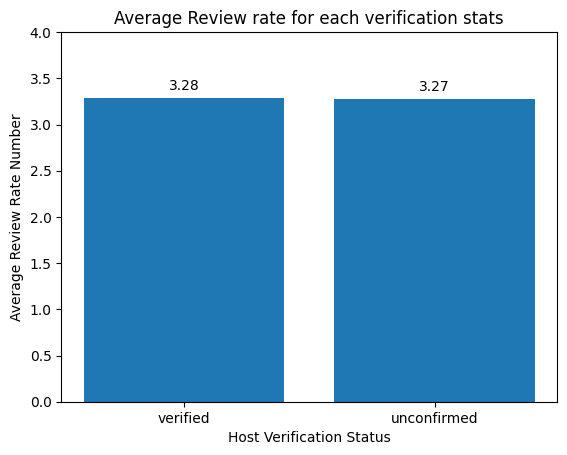 Average Review rate for each verification stats
4.0
3.5
3.0
2.5
2.0
1.5
1.0
0.5
0.0
Average Review Rate Number
3.28
3.27
verified
unconfirmed
Host Verification Status